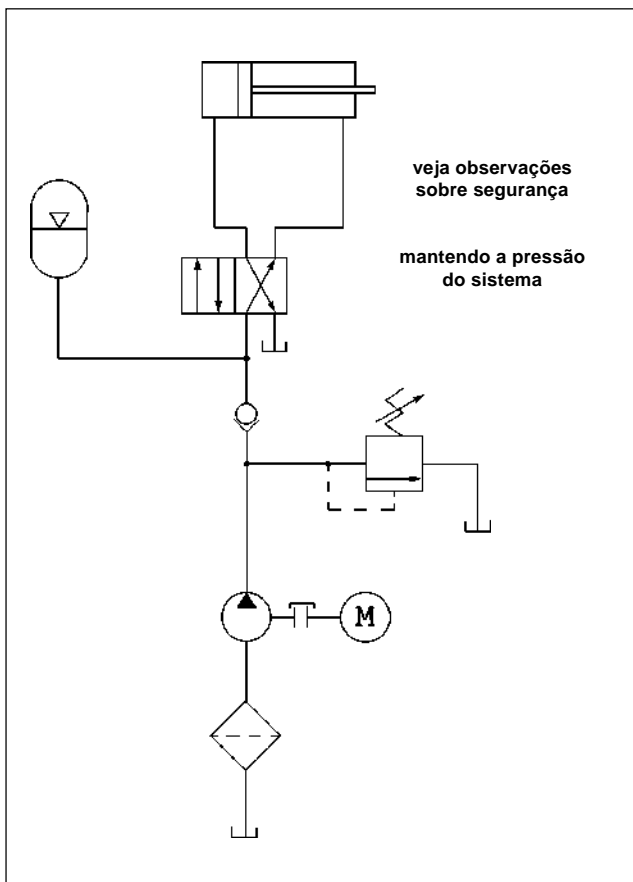 veja observações
sobre segurança
mantendo a pressão
do sistema
M